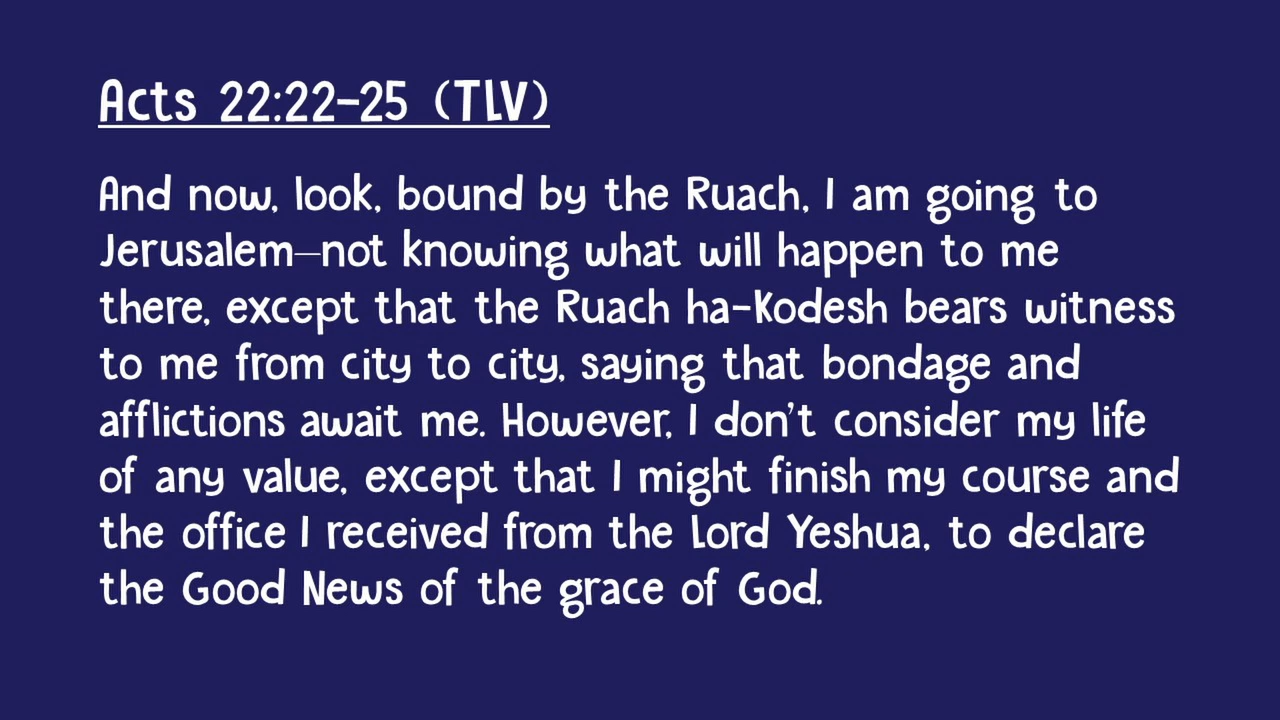 Acts 22:22-25 (TLV)
And now, look, bound by the Ruach, I am going to
Jerusalem—not knowing what will happen to me
there, except that the Ruach ha-Kodesh bears witness
to me from city to city, saying that bondage and
afflictions await me. However, I don’t consider my life
of any value, except that I might finish my course and
the office I received from the Lord Yeshua, to declare
the Good News of the grace of God.